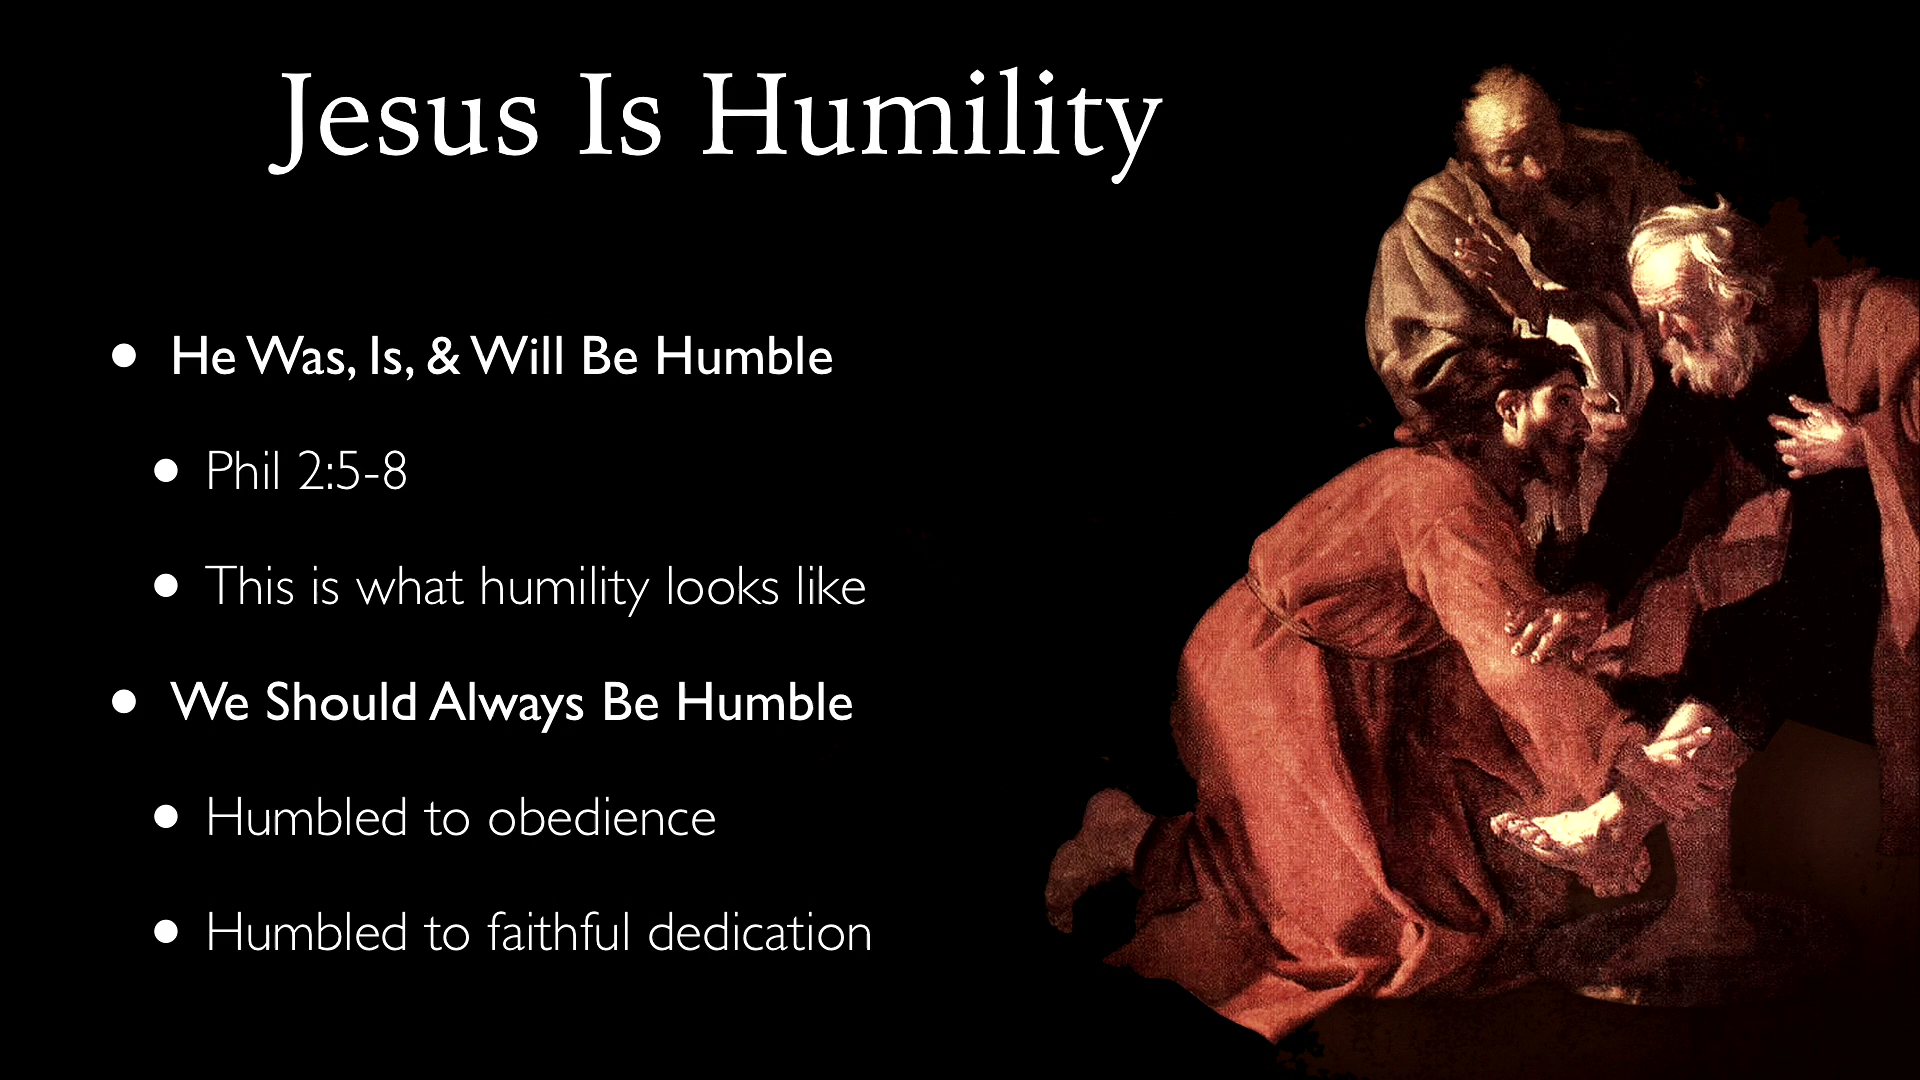 Jesus Is Humility
• He Was, Is, & Will Be Humble
• Phil 2:5-8
• This is what humility looks like
• We Should Always Be Humble
• Humbled to obedience
• Humbled to faithful dedication